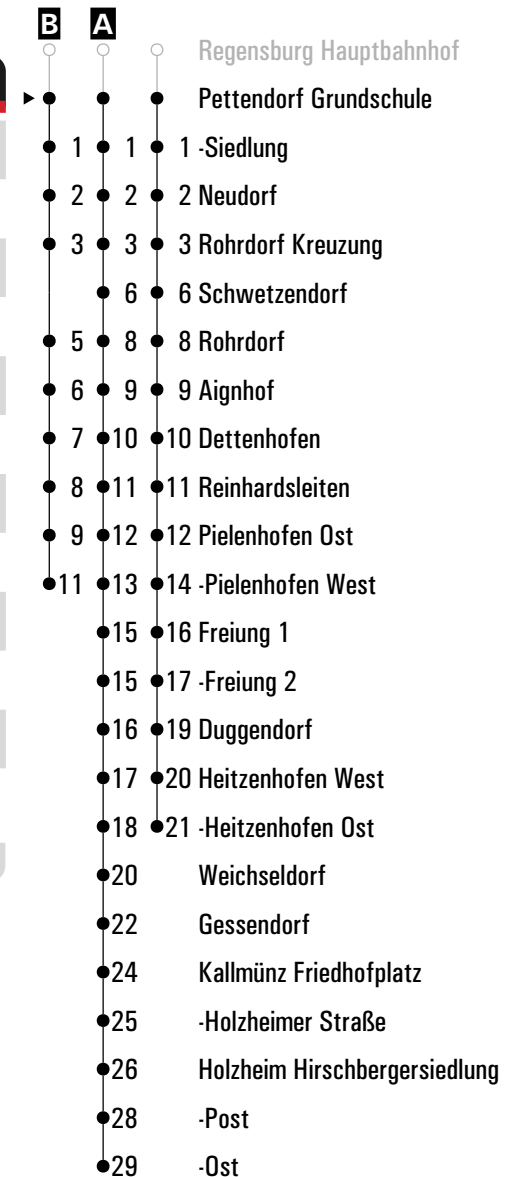 B A
Regensburg Hauptbahnhof
Pettendorf Grundschule
1 1 1 -Siedlung
2 2 2 Neudorf
3 3 3 Rohrdorf Kreuzung
6 6 Schwetzendorf
5 8 8 Rohrdorf
6 9 9 Aignhof
7 10 10 Dettenhofen
8 11 11 Reinhardsleiten
9 12 12 Pielenhofen Ost
11 13 14 -Pielenhofen West
15 16 Freiung 1
15 17 -Freiung 2
16 19 Duggendorf
17 20 Heitzenhofen West
18 21 -Heitzenhofen Ost
20 Weichseldorf
22 Gessendorf
24 Kallmünz Friedhofplatz
25 -Holzheimer Straße
26 Holzheim Hirschbergersiedlung
28 -Post
29 -Ost